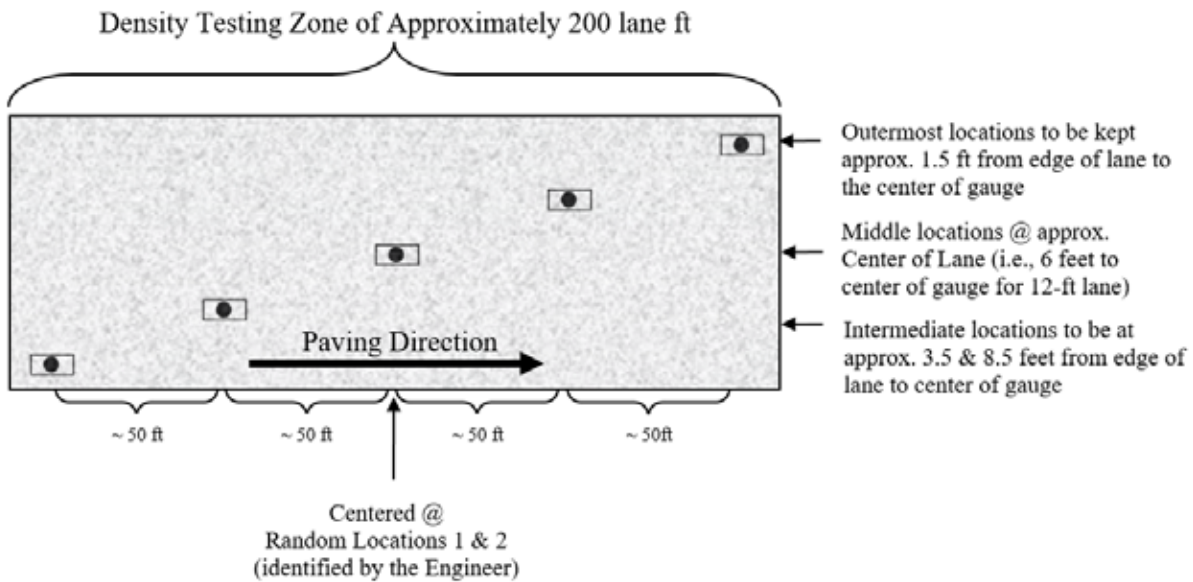 Density Testing Zone of Approximately 200 lane ft
Outermost locations to be kept
approx. 1.5 ft from edge of lane to
the center of gauge
Middle locations @ approx.
Center of Lane (i.e., 6 feet to
center of gauge for 12-ft lane)
Intermediate locations to be at
approx. 3.5 & 8.5 feet from edge of
lane to center of gauge
Paving Direction
~ 50 ft
~ 50 ft
~ 50 ft
~ 50ft
Centered @
Random Locations 1 & 2
(identified by the Engineer)